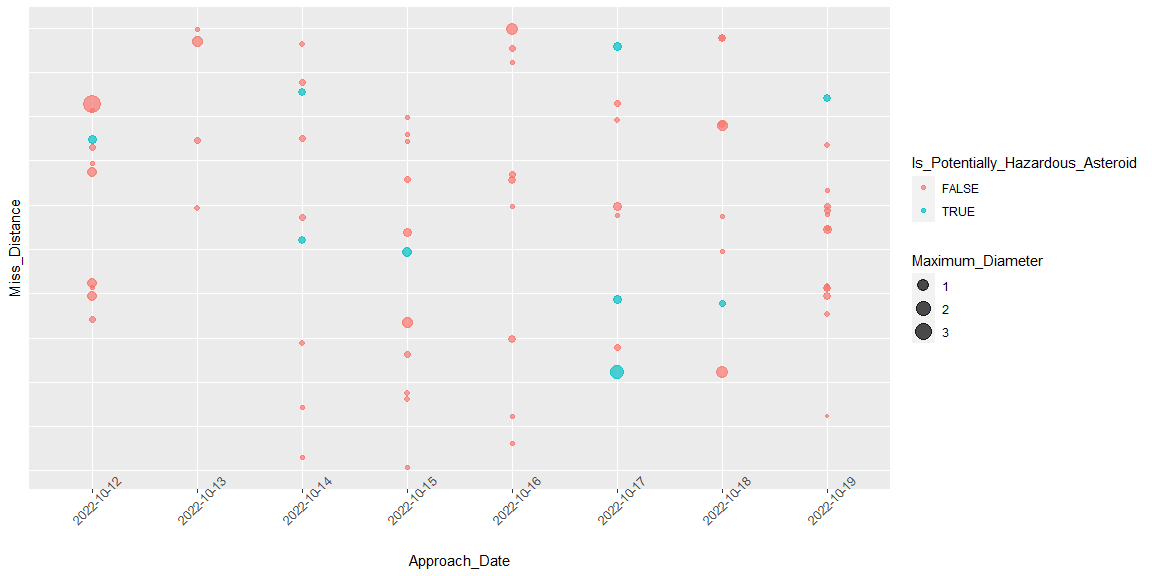 Miss_Distance
2022-10-12
2022-10-13
2022-10-14
2022-10-15
2022-10-16
2022-10-17
2022-10-18
2022-10-19
Approach_Date
Is_Potentially_Hazardous_Asteroid
FALSE
TRUE
Maximum_Diameter
1
2
3